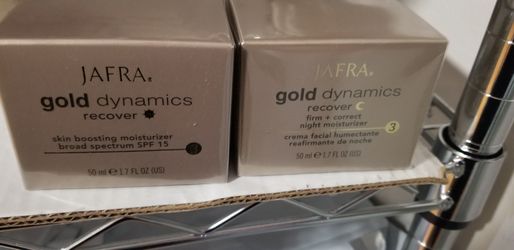 JAFRA®
gold dynamics
recover
skin boosting moisturizer
broad spectrum SPF 15
50 ml e 1.7 FL OZ (US)
JAFRA®
gold dynamics
recover
firm + correct
night moisturizer
3
crema facial humectante
reafirmante de noche
50 ml e 1.7 FL OZ (US)